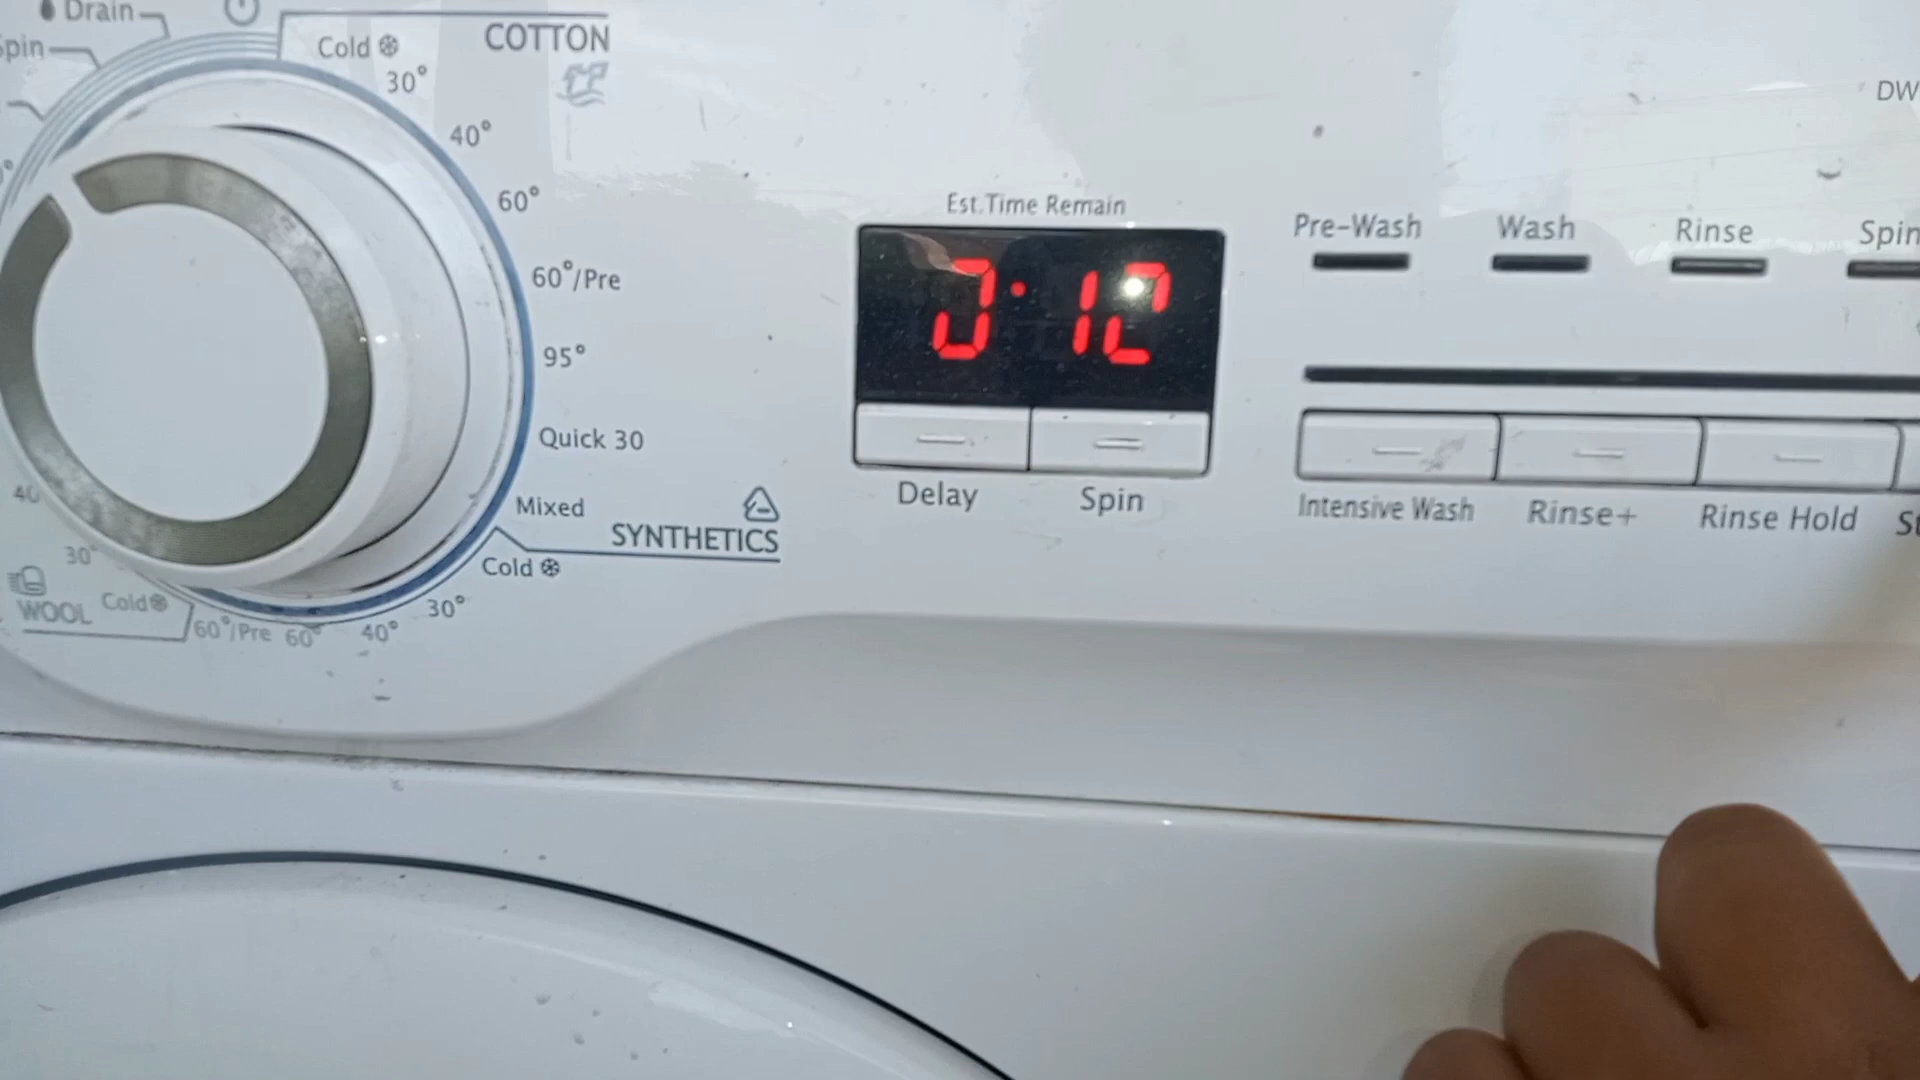 Drain
Spin
Cold
COTTON
30°
40°
60°
60°/Pre
95°
Quick 30
Mixed
SYNTHETICS
Cold
30°
40°
60°
60°/Pre
WOOL
Cold
30°
40
Est.Time Remain
Delay
Spin
Pre-Wash
Wash
Rinse
Spin
Intensive Wash
Rinse+
Rinse Hold
St
DW